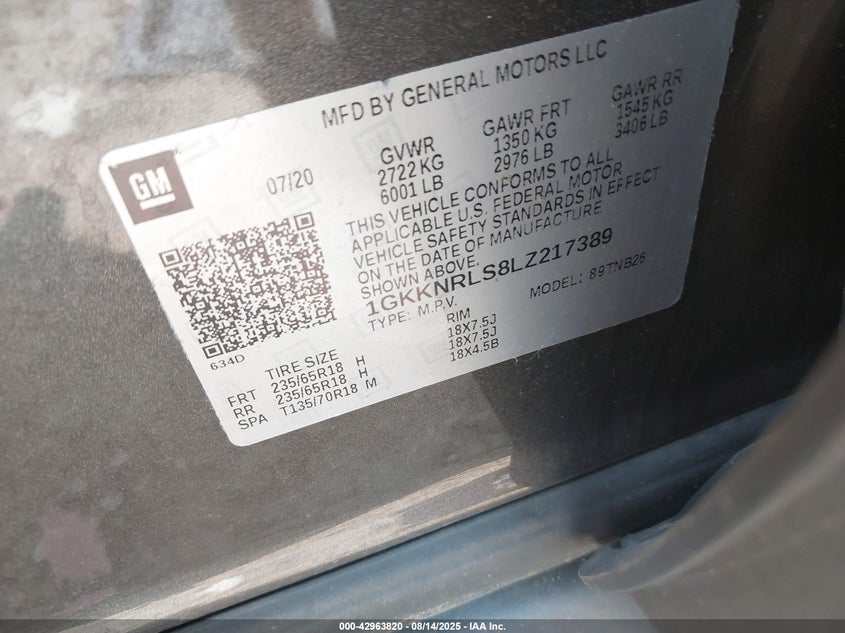 MFD BY GENERAL MOTORS LLC
GM
07/20
GVWR
2722 KG
6001 LB
GAWR FRT
1350 KG
2976 LB
GAWR RR
1545 KG
3406 LB
THIS VEHICLE CONFORMS TO ALL
APPLICABLE U.S. FEDERAL MOTOR
VEHICLE SAFETY STANDARDS IN EFFECT
ON THE DATE OF MANUFACTURE
SHOWN ABOVE.
1GKKNRLS8LZ217389
TYPE: M.P.V.
MODEL: 89TNB26
634D
TIRE SIZE
RIM
FRT 235/65R18 H 18X7.5J
RR 235/65R18 H 18X7.5J
SPA T135/70R18 M 18X4.5B
000-42963820 - 08/14/2025 - IAA Inc.